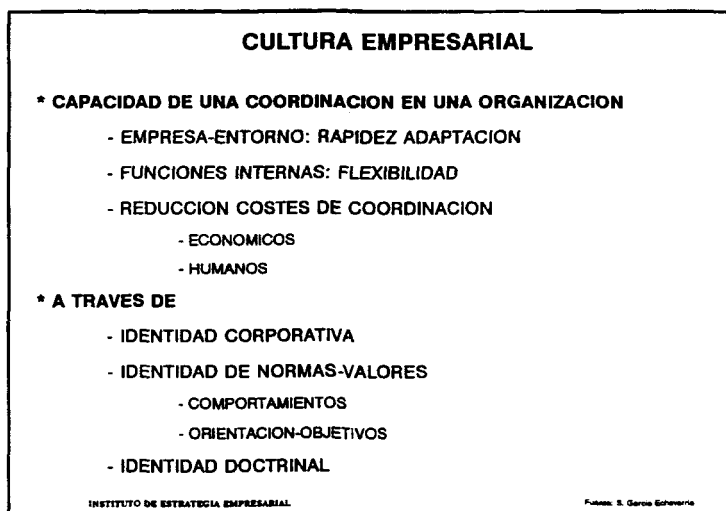 CULTURA EMPRESARIAL
* CAPACIDAD DE UNA COORDINACION EN UNA ORGANIZACION
- EMPRESA-ENTORNO: RAPIDEZ ADAPTACION
- FUNCIONES INTERNAS: FLEXIBILIDAD
- REDUCCION COSTES DE COORDINACION
- ECONOMICOS
- HUMANOS
* A TRAVES DE
- IDENTIDAD CORPORATIVA
- IDENTIDAD DE NORMAS-VALORES
- COMPORTAMIENTOS
- ORIENTACION-OBJETIVOS
- IDENTIDAD DOCTRINAL
INSTITUTO DE ESTRATEGIA EMPRESARIAL
Fuente: S. García Echevarría